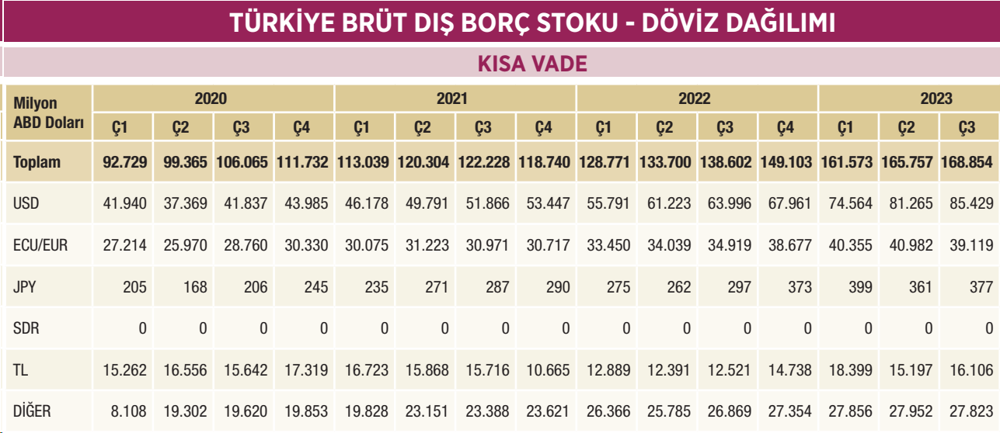 TÜRKİYE BRÜT DIŞ BORÇ STOKU - DÖVİZ DAĞILIMI
KISA VADE
Milyon ABD Doları 2020 2021 2022 2023
Ç1 Ç2 Ç3 Ç4 Ç1 Ç2 Ç3 Ç4 Ç1 Ç2 Ç3 Ç4 Ç1 Ç2 Ç3
Toplam 92.729 99.365 106.065 111.732 113.039 120.304 122.228 118.740 128.771 133.700 138.602 149.103 161.573 165.757 168.854
USD 41.940 37.369 41.837 43.985 46.178 49.791 51.866 53.447 55.791 61.223 63.996 67.961 74.564 81.265 85.429
ECU/EUR 27.214 25.970 28.760 30.330 30.075 31.223 30.971 30.717 33.450 34.039 34.919 38.677 40.355 40.982 39.119
JPY 205 168 206 245 235 271 287 290 275 262 297 373 399 361 377
SDR 0 0 0 0 0 0 0 0 0 0 0 0 0 0 0
TL 15.262 16.556 15.642 17.319 16.723 15.868 15.716 10.665 12.889 12.391 12.521 14.738 18.399 15.197 16.106
DİĞER 8.108 19.302 19.620 19.853 19.828 23.151 23.388 23.621 26.366 25.785 26.869 27.354 27.856 27.952 27.823